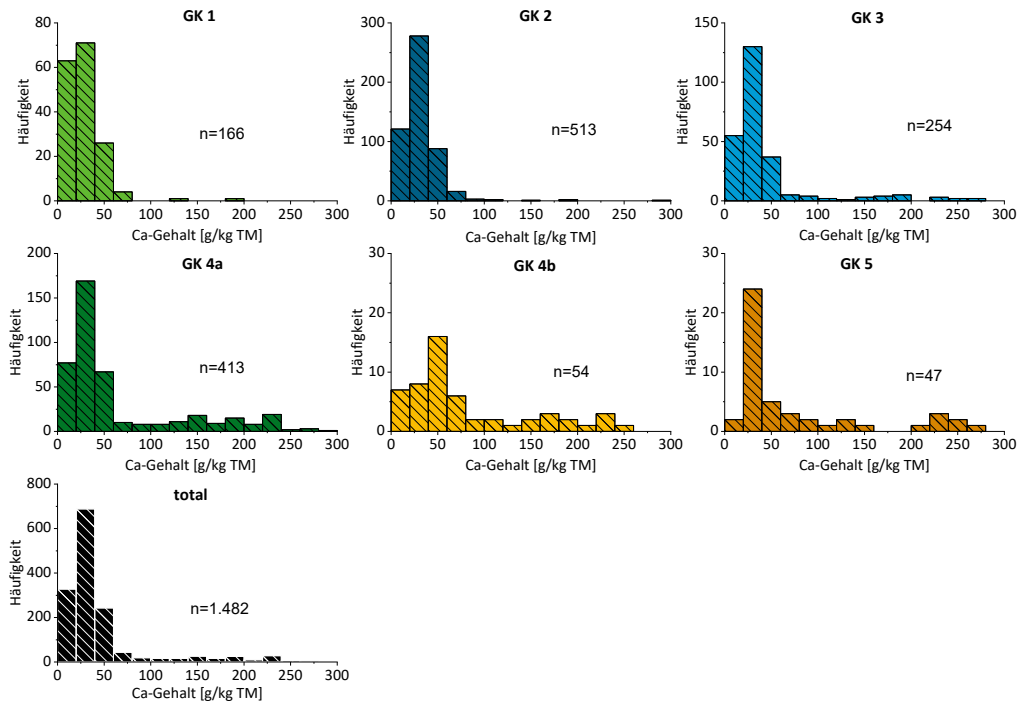 GK 1
80
60
40
20
0
Häufigkeit
n=166
0 50 100 150 200 250 300
Ca-Gehalt [g/kg TM]
GK 2
300
200
100
0
Häufigkeit
n=513
0 50 100 150 200 250 300
Ca-Gehalt [g/kg TM]
GK 3
150
100
50
0
Häufigkeit
n=254
0 50 100 150 200 250 300
Ca-Gehalt [g/kg TM]
GK 4a
200
150
100
50
0
Häufigkeit
n=413
0 50 100 150 200 250 300
Ca-Gehalt [g/kg TM]
GK 4b
30
20
10
0
Häufigkeit
n=54
0 50 100 150 200 250 300
Ca-Gehalt [g/kg TM]
GK 5
30
20
10
0
Häufigkeit
n=47
0 50 100 150 200 250 300
Ca-Gehalt [g/kg TM]
total
800
600
400
200
0
Häufigkeit
n=1.482
0 50 100 150 200 250 300
Ca-Gehalt [g/kg TM]